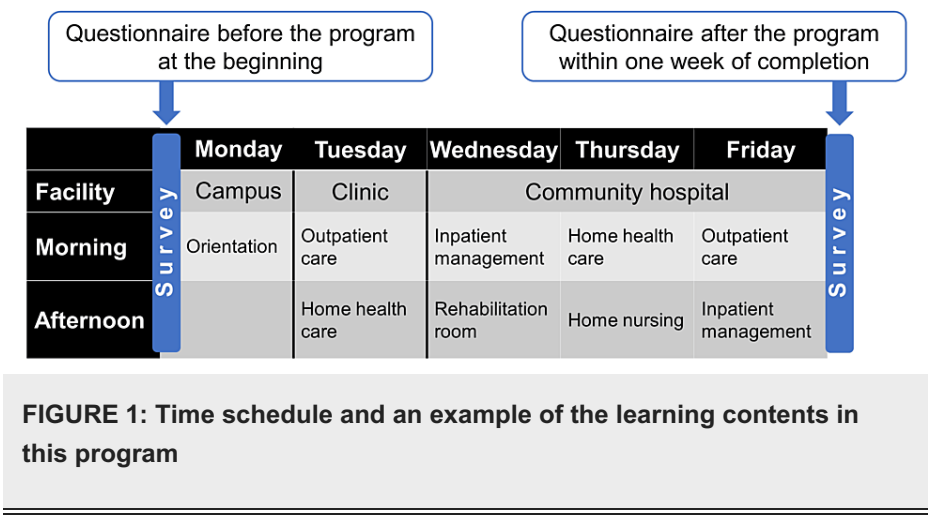 Questionnaire before the program
at the beginning
Questionnaire after the program
within one week of completion
Monday Tuesday Wednesday Thursday Friday
Survey
Facility Campus Clinic Community hospital
Survey
Morning Orientation Outpatient care Inpatient management Home health care Outpatient care
Afternoon Home health care Rehabilitation room Home nursing Inpatient management
FIGURE 1: Time schedule and an example of the learning contents in
this program